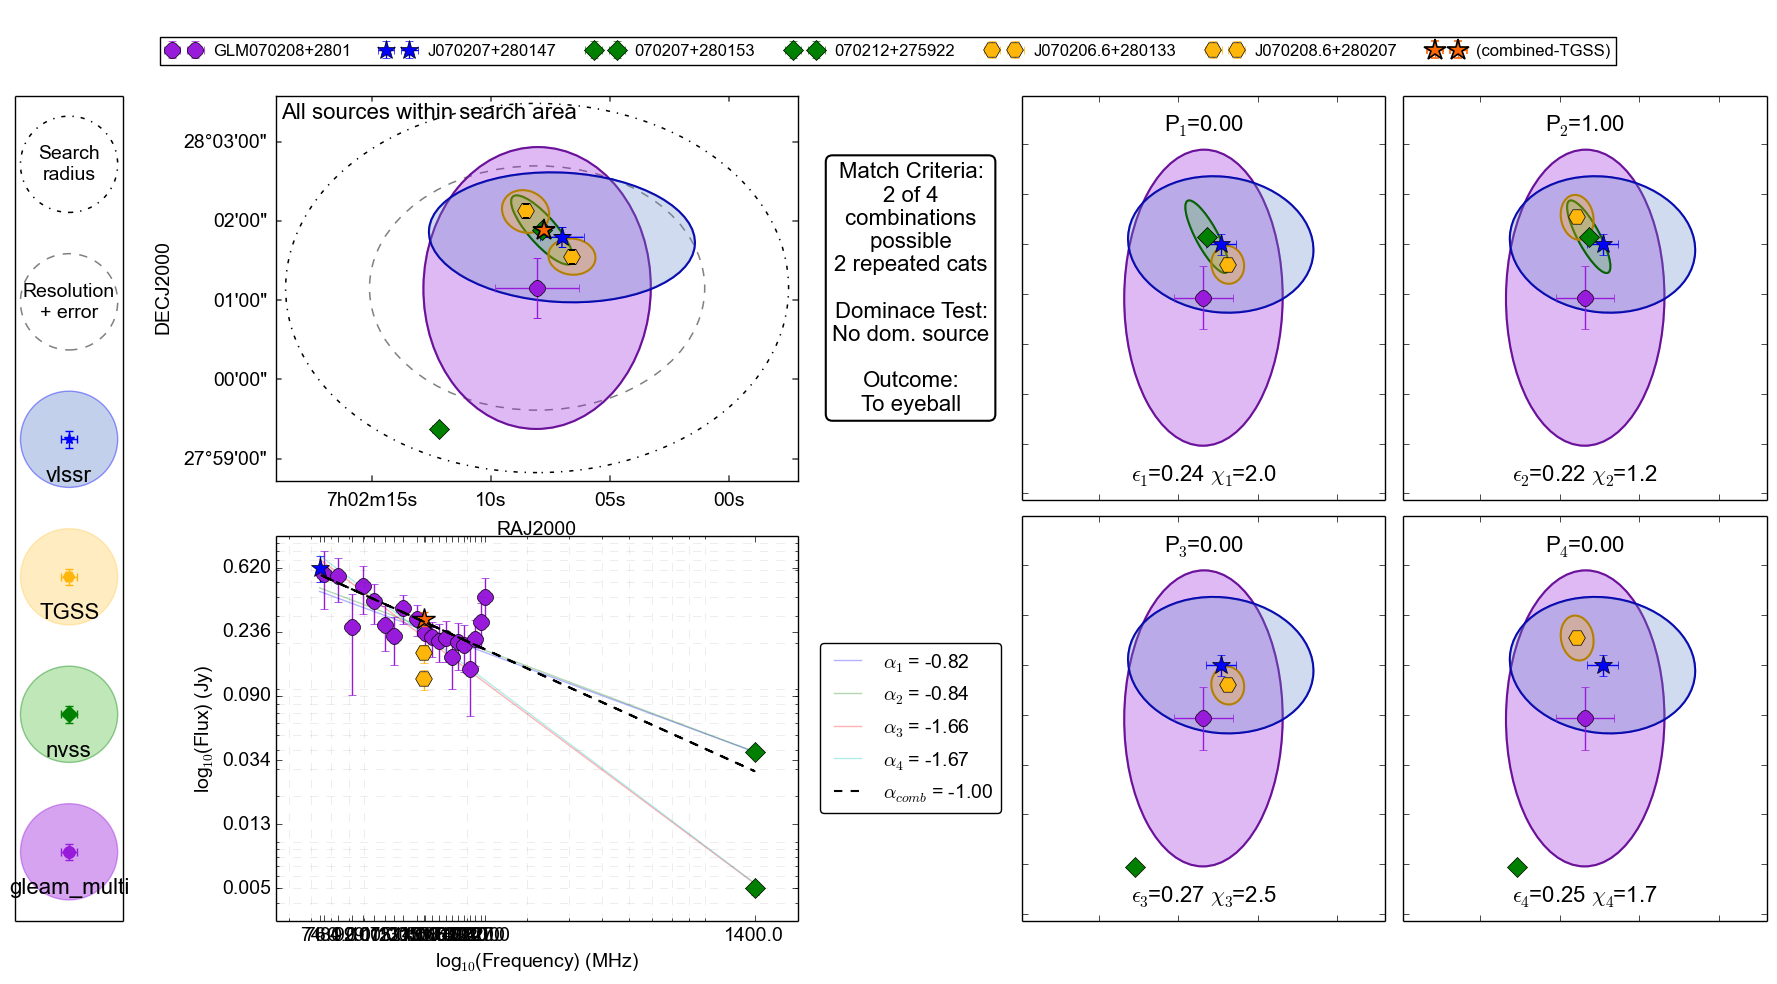 GLM070208+2801
J070207+280147
070207+280153
070212+275922
J070206.6+280133
J070208.6+280207
(combined-TGSS)
Search
radius
Resolution
+ error
vlssr
TGSS
nvss
gleam_multi
All sources within search area
DECJ2000
28°03'00"
02'00"
01'00"
00'00"
27°59'00"
7h02m15s
10s
05s
00s
RAJ2000
Match Criteria:
2 of 4
combinations
possible
2 repeated cats
Dominace Test:
No dom. source
Outcome:
To eyeball
P1=0.00
ϵ1=0.24 χ1=2.0
P2=1.00
ϵ2=0.22 χ2=1.2
P3=0.00
ϵ3=0.27 χ3=2.5
P4=0.00
ϵ4=0.25 χ4=1.7
log10(Flux) (Jy)
0.620
0.236
0.090
0.034
0.013
0.005
1400.0
log10(Frequency) (MHz)
α1 = -0.82
α2 = -0.84
α3 = -1.66
α4 = -1.67
αcomb = -1.00